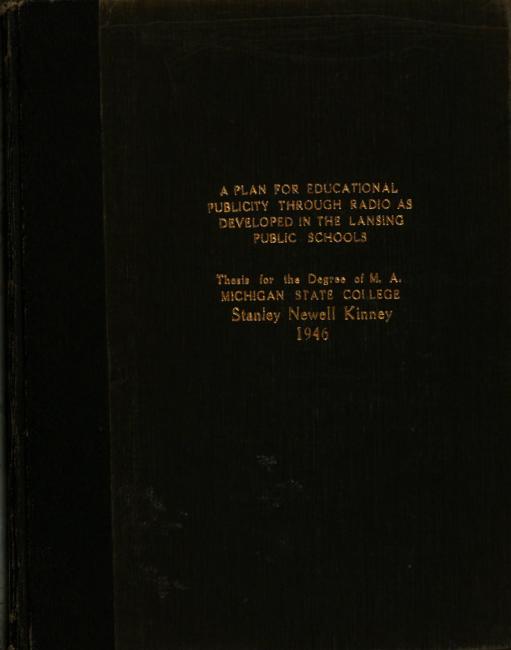 A PLAN FOR EDUCATIONAL
PUBLICITY THROUGH RADIO AS
DEVELOPED IN THE LANSING
PUBLIC SCHOOLS
Thesis for the Degree of M. A.
MICHIGAN STATE COLLEGE
Stanley Newell Kinney
1946